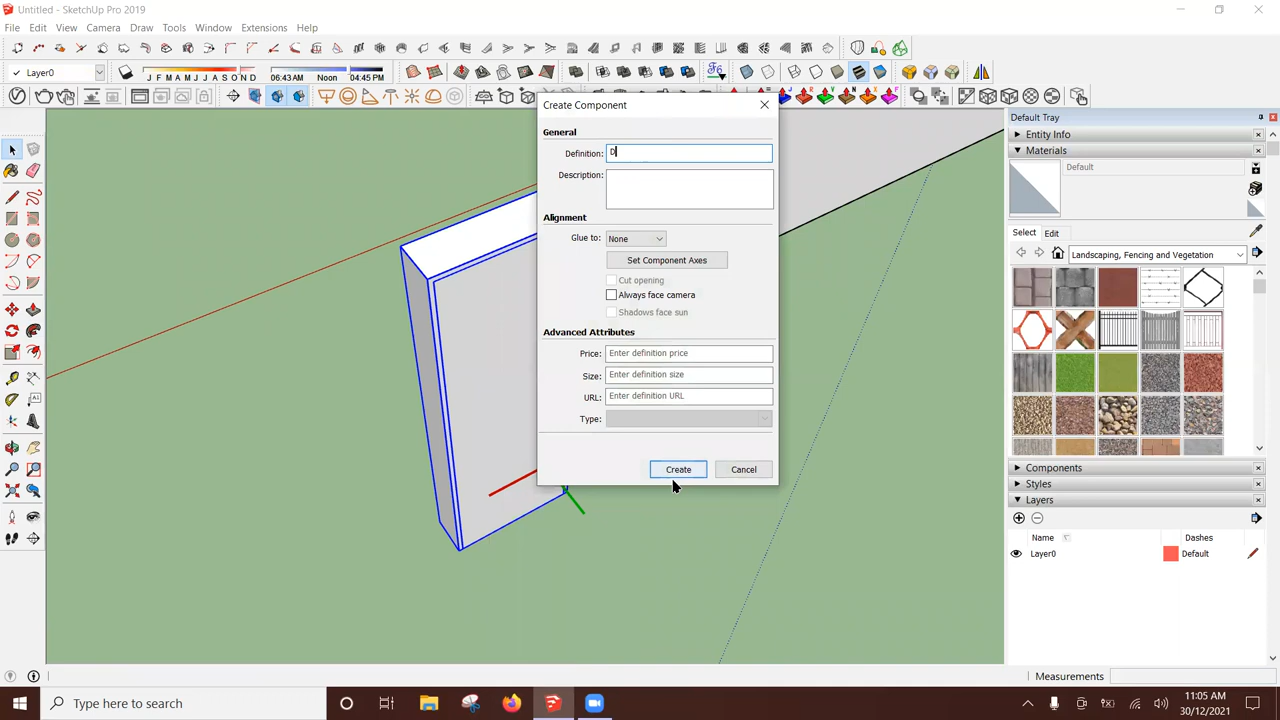 Untitled - SketchUp Pro 2019
File Edit View Camera Draw Tools Window Extensions Help
Layer0
J F M A M J J A S O N D
06:43 AM Noon 04:45 PM
Create Component
General
Definition: D
Description:
Alignment
Glue to: None
Set Component Axes
Cut opening
Always face camera
Shadows face sun
Advanced Attributes
Price: Enter definition price
Size: Enter definition size
URL: Enter definition URL
Type:
Create Cancel
Default Tray
Entity Info
Materials
Default
Select Edit
Landscaping, Fencing and Vegetation
Components
Styles
Layers
Name Dashes
Layer0 Default
Measurements
Type here to search
11:05 AM
30/12/2021